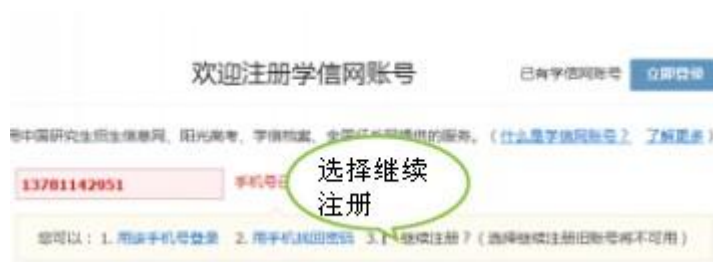 欢迎注册学信网账号
已有学信网账号 立即登录
中国研究生招生信息网、阳光高考、学信档案、全国征兵网提供的服务。（什么是学信网账号？ 了解更多）
13781142951 手机号已
选择继续
注册
您可以：1. 用该手机号登录 2. 用手机找回密码 3. 继续注册？（选择继续注册旧账号将不可用）